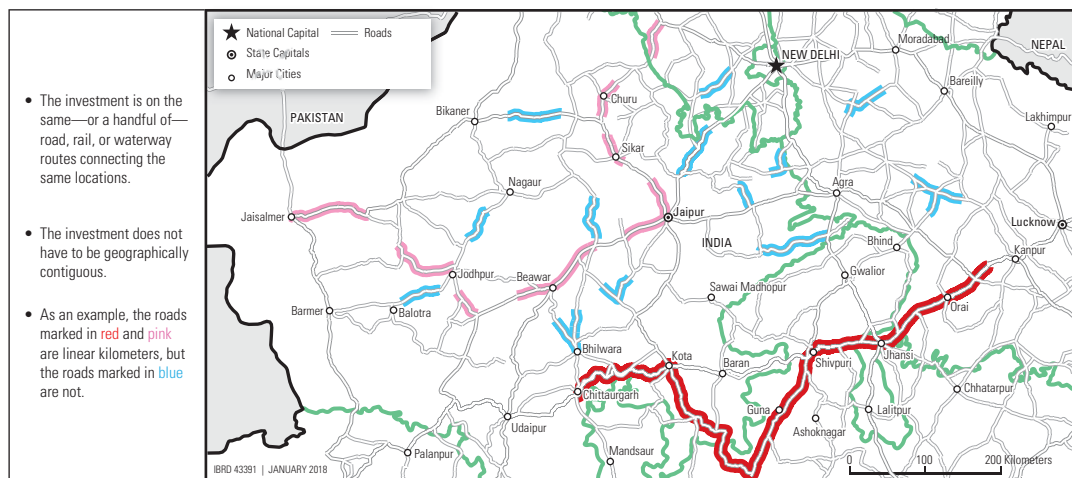 • The investment is on the
same—or a handful of—
road, rail, or waterway
routes connecting the
same locations.
• The investment does not
have to be geographically
contiguous.
• As an example, the roads
marked in red and pink
are linear kilometers, but
the roads marked in blue
are not.
National Capital
Roads
State Capitals
Major Cities
NEW DELHI
Moradabad
NEPAL
Bareilly
Churu
Bikaner
PAKISTAN
Lakhimpur
Sikar
Nagaur
Agra
Jaisalmer
Jaipur
Lucknow
INDIA
Bhind
Kanpur
Jodhpur
Beawar
Gwalior
Sawai Madhopur
Orai
Barmer
Balotra
Bhilwara
Kota
Shivpuri
Jhansi
Baran
Chittaurgarh
Chhatarpur
Guna
Lalitpur
Udaipur
Ashoknagar
Palanpur
Mandsaur
IBRD 43391 | JANUARY 2018
0 100 200 Kilometers